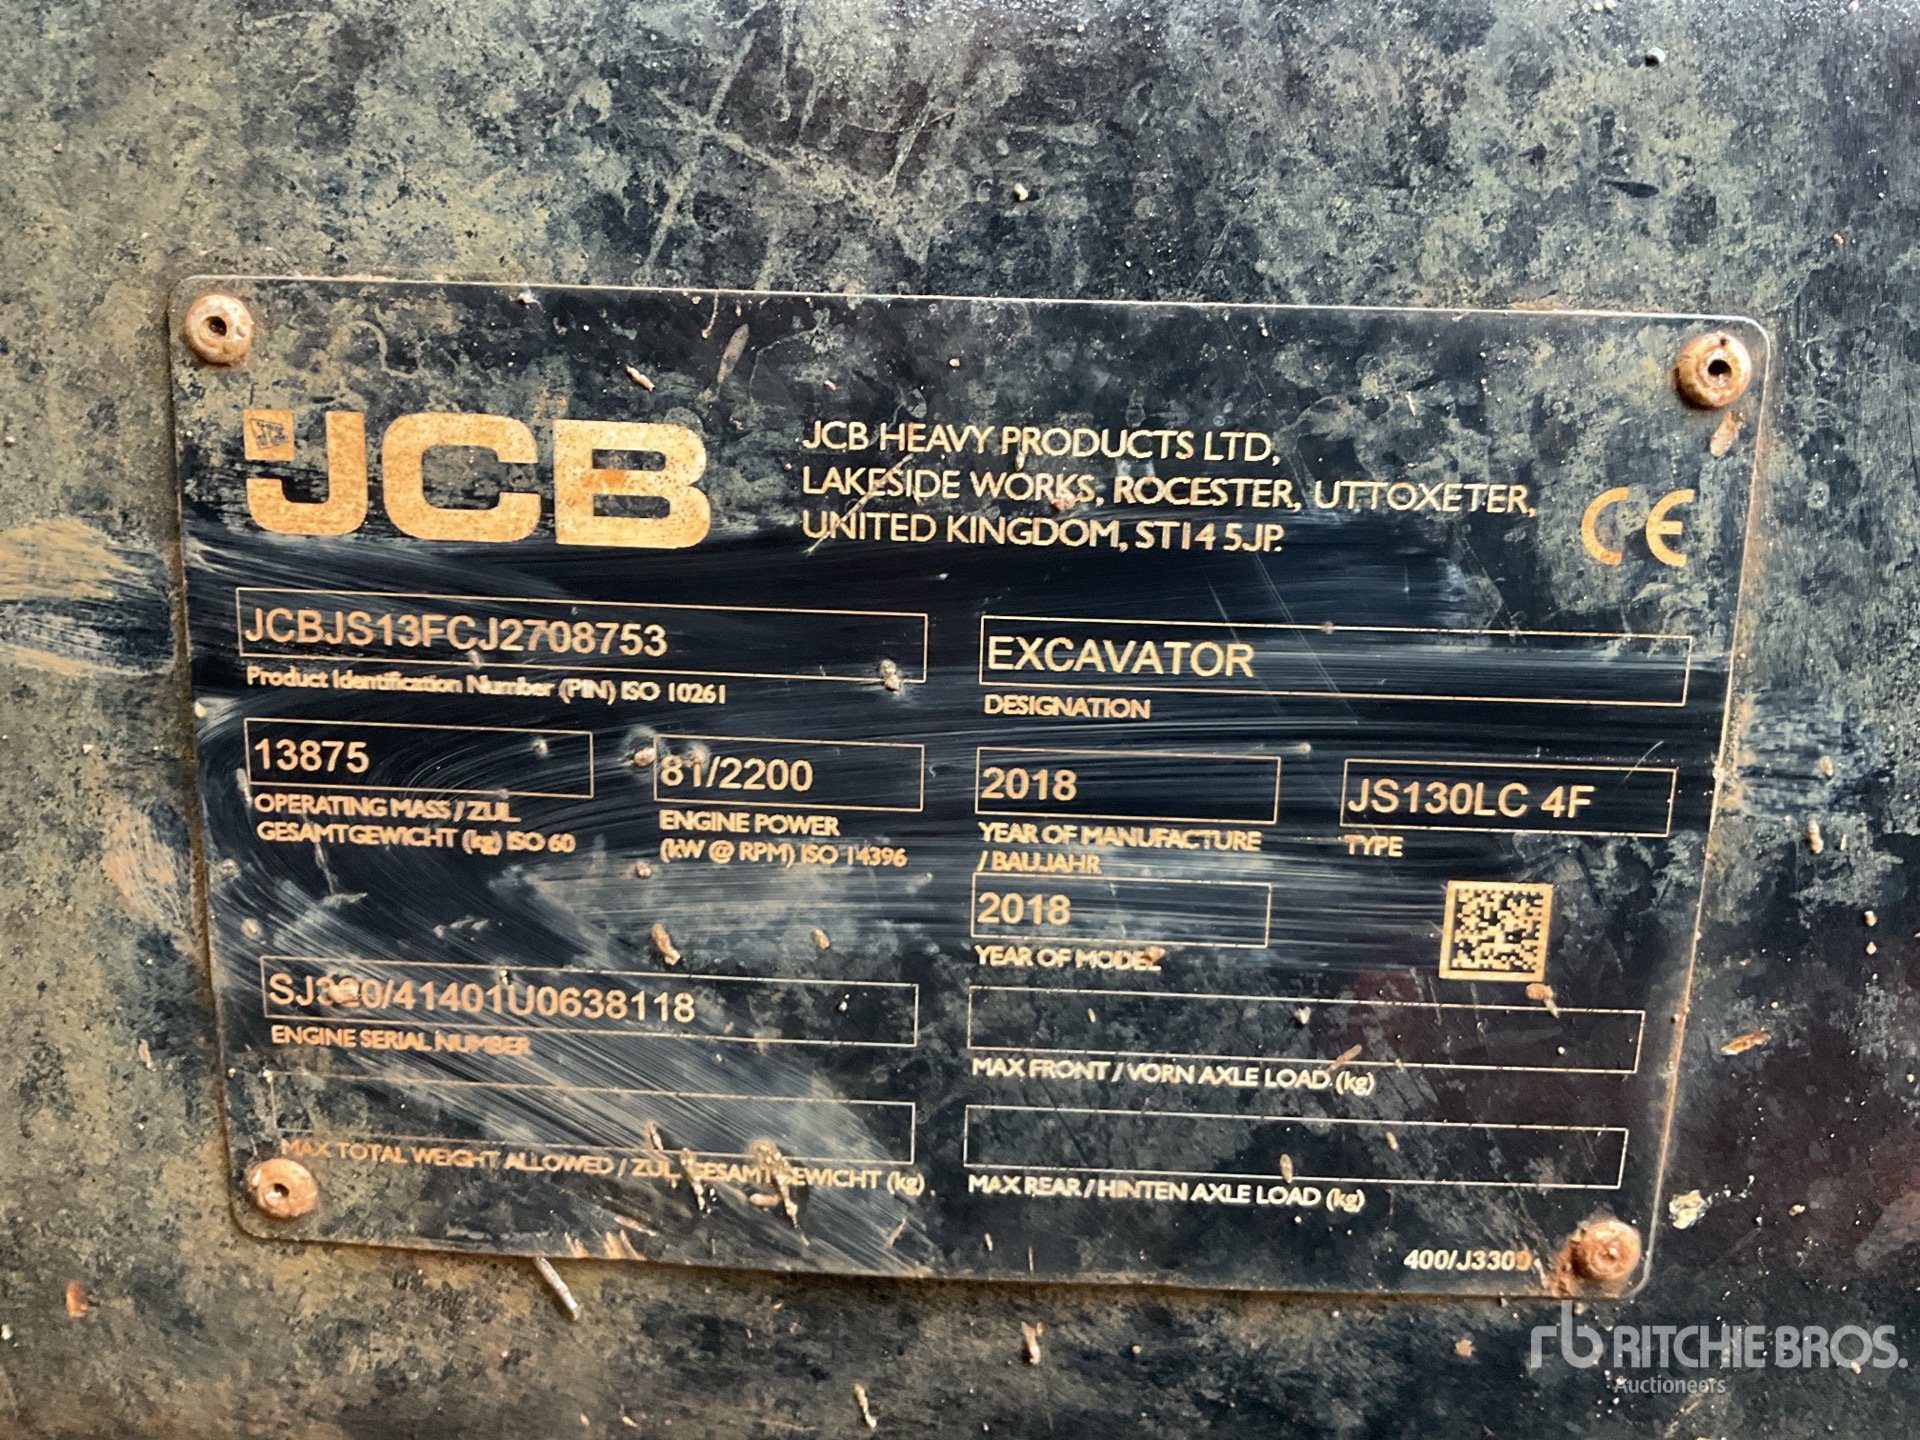 JCB
JCB HEAVY PRODUCTS LTD,
LAKESIDE WORKS, ROCESTER, UTTOXETER,
UNITED KINGDOM, ST14 5JP.
CE
JCBJS13FCJ2708753
Product Identification Number (PIN) ISO 10261
EXCAVATOR
DESIGNATION
13875
OPERATING MASS / ZUL
GESAMTGEWICHT (kg) ISO 60
81/2200
ENGINE POWER
(kW @ RPM) ISO 14396
2018
YEAR OF MANUFACTURE
/ BAUJAHR
JS130LC 4F
TYPE
2018
YEAR OF MODEL
SJ320/41401U0638118
ENGINE SERIAL NUMBER
MAX FRONT / VORN AXLE LOAD (kg)
MAX TOTAL WEIGHT ALLOWED / ZUL GESAMTGEWICHT (kg)
MAX REAR / HINTEN AXLE LOAD (kg)
400/J3309
rb RITCHIE BROS.
Auctioneers